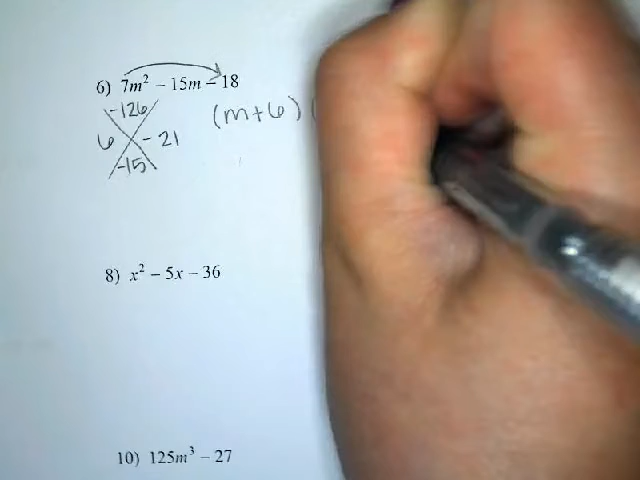 6) 7m² − 15m − 18
-126
(m+6) (
6 -21
-15
8) x² − 5x − 36
10) 125m³ − 27